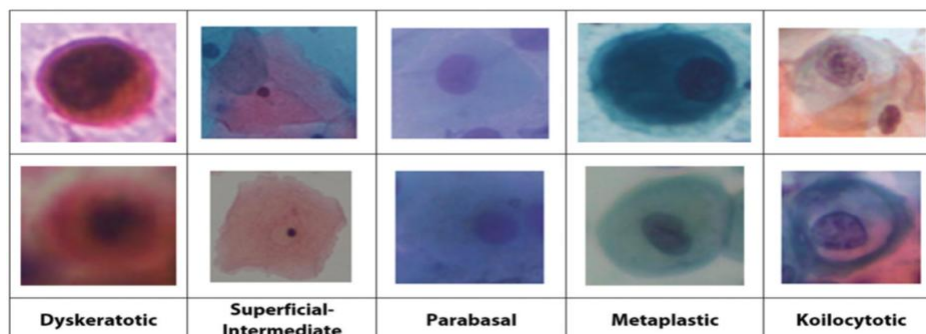 Dyskeratotic
Superficial-
Intermediate
Parabasal
Metaplastic
Koilocytotic